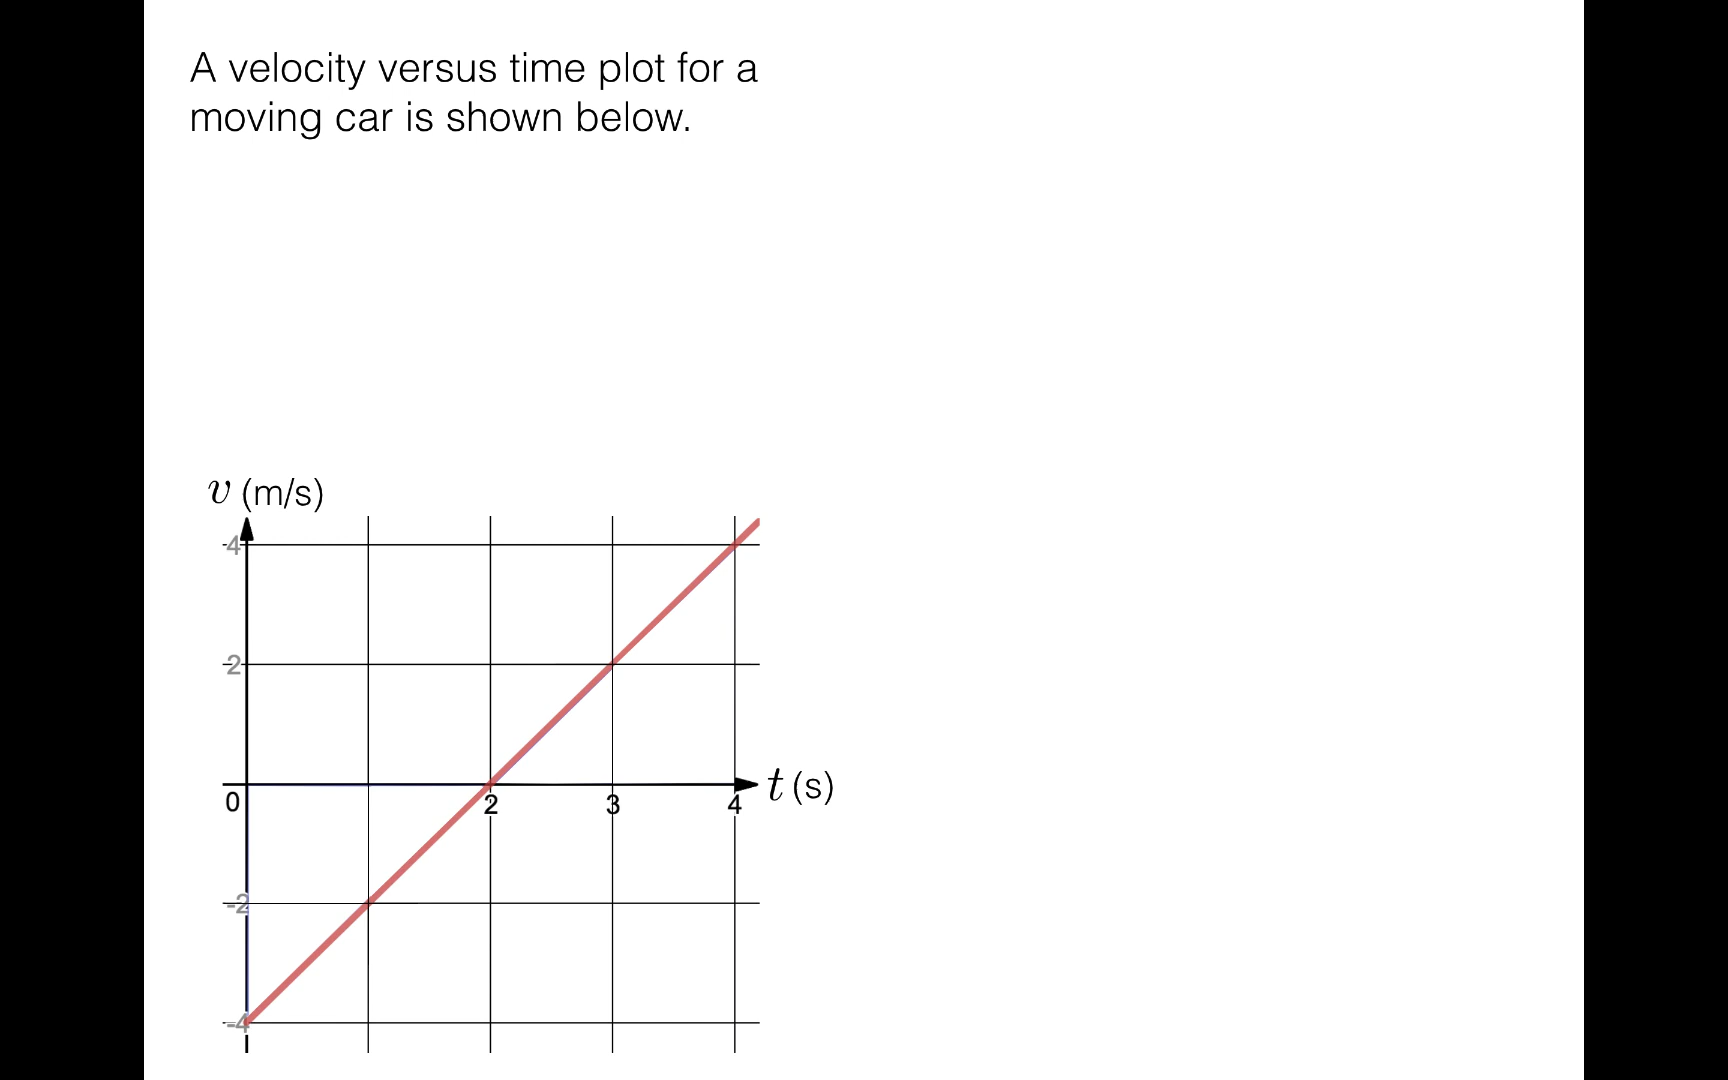 A velocity versus time plot for a
moving car is shown below.
v (m/s)
4
2
0
2
3
4
t (s)
-2
-4